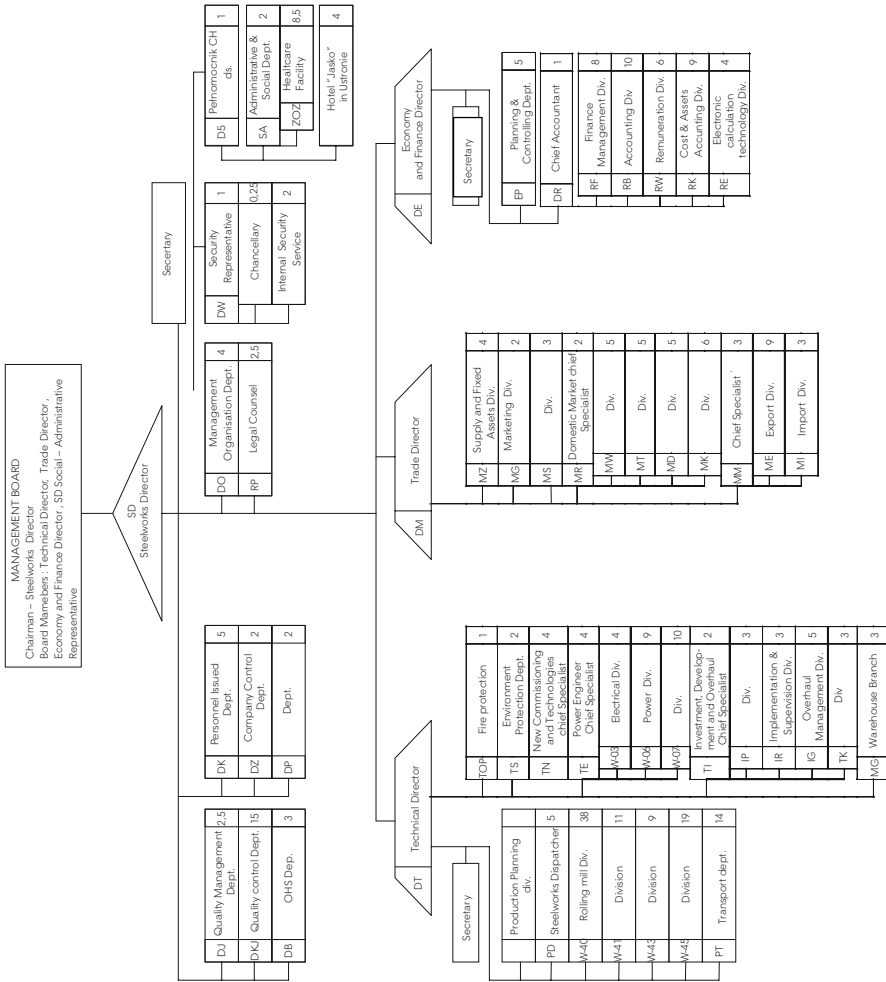 MANAGEMENT BOARD
Chairman – Steelworks Director
Board Mamebers : Technical Director, Trade Director ,
Economy and Finance Director , SD Social – Administrative
Representative
SD
Steelworks Director
Secertary
DJ
Quality Management
Dept.
2,5
DKJ
Quality control Dept.
15
DB
OHS Dep.
3
DK
Personnel Issued
Dept.
5
DZ
Company Control
Dept.
2
DP
Dept.
2
DO
Management
Organisation Dept.
4
RP
Legal Counsel
2,5
DW
Security
Representative
1
Chancellary
0,25
Internal Security
Service
2
D5
Pełnomocnik CH
ds.
1
SA
Administrative &
Social Dept.
2
ZOZ
Healtcare
Facility
8,5
Hotel "Jasko"
in Ustronie
4
DT
Technical Director
Secretary
Production Planning
div.
PD
Steelworks Dispatcher
5
W-40
Rolling mill Div.
38
W-41
Division
11
W-43
Division
9
W-45
Division
19
PT
Transport dept.
14
TOP
Fire protection
1
TS
Environment
Protection Dept.
2
TN
New Commissioning
and Technologies
chief Specialist
4
TE
Power Engineer
Chief Specialist
4
W-03
Electrical Div.
4
W-06
Power Div.
9
W-07
Div.
10
TI
Investment, Develop-
ment and Overhaul
Chief Specialist
2
IP
Div.
3
IR
Implementation &
Supervision Div.
3
IG
Overhaul
Management Div.
5
TK
Div
3
MG
Warehouse Branch
3
DM
Trade Director
MZ
Supply and Fixed
Assets Div.
4
MG
Marketing Div.
2
MS
Div.
3
MR
Domestic Market chief
Specialist
2
MW
Div.
5
MT
Div.
5
MD
Div.
5
MK
Div.
6
MM
Chief Specialist
3
ME
Export Div.
9
MI
Import Div.
3
DE
Economy
and Finance Director
Secretary
EP
Planning &
Controlling Dept.
5
DR
Chief Accountant
1
RF
Finance
Management Div.
8
RB
Accounting Div
10
RW
Remuneration Div.
6
RK
Cost & Assets
Accunting Div.
9
RE
Electronic
calculation
technology Div.
4